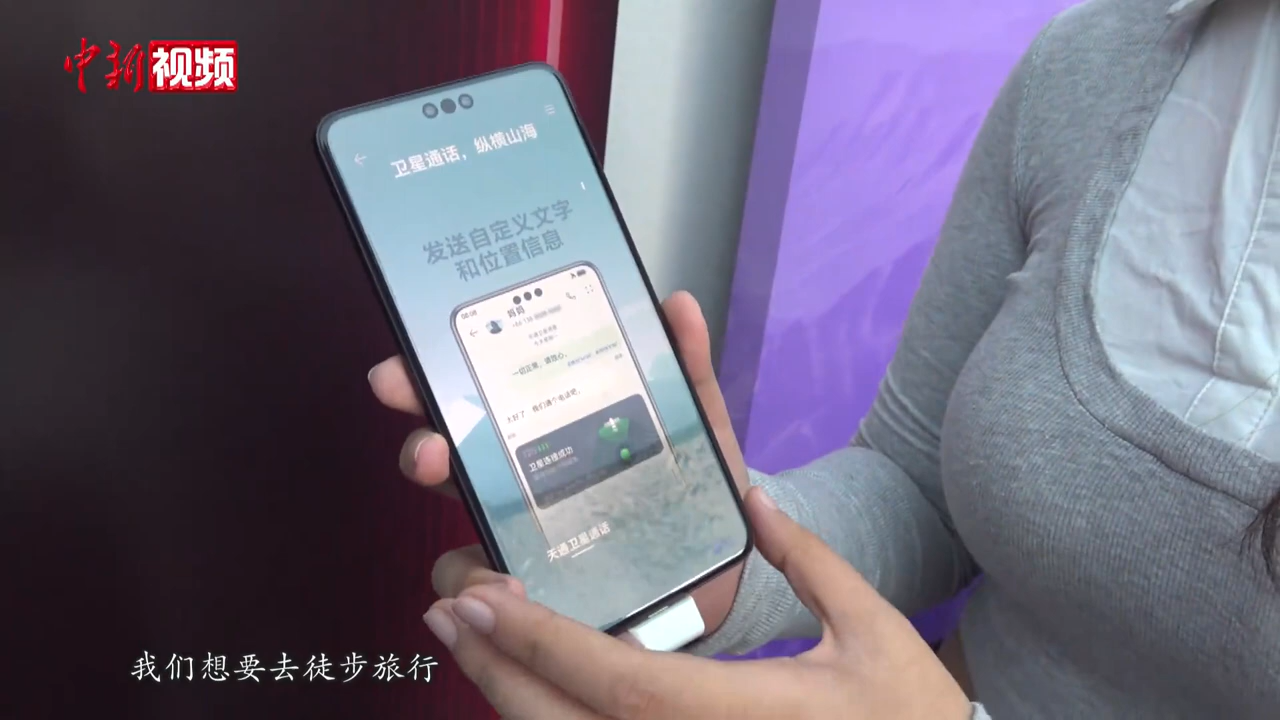 中新视频
卫星通话，纵横山海
发送自定义文字
和位置信息
08:08
妈妈
一切正常，请放心。
太好了，我们通个电话吧。
卫星连接成功
天通卫星通话
我们想要去徒步旅行